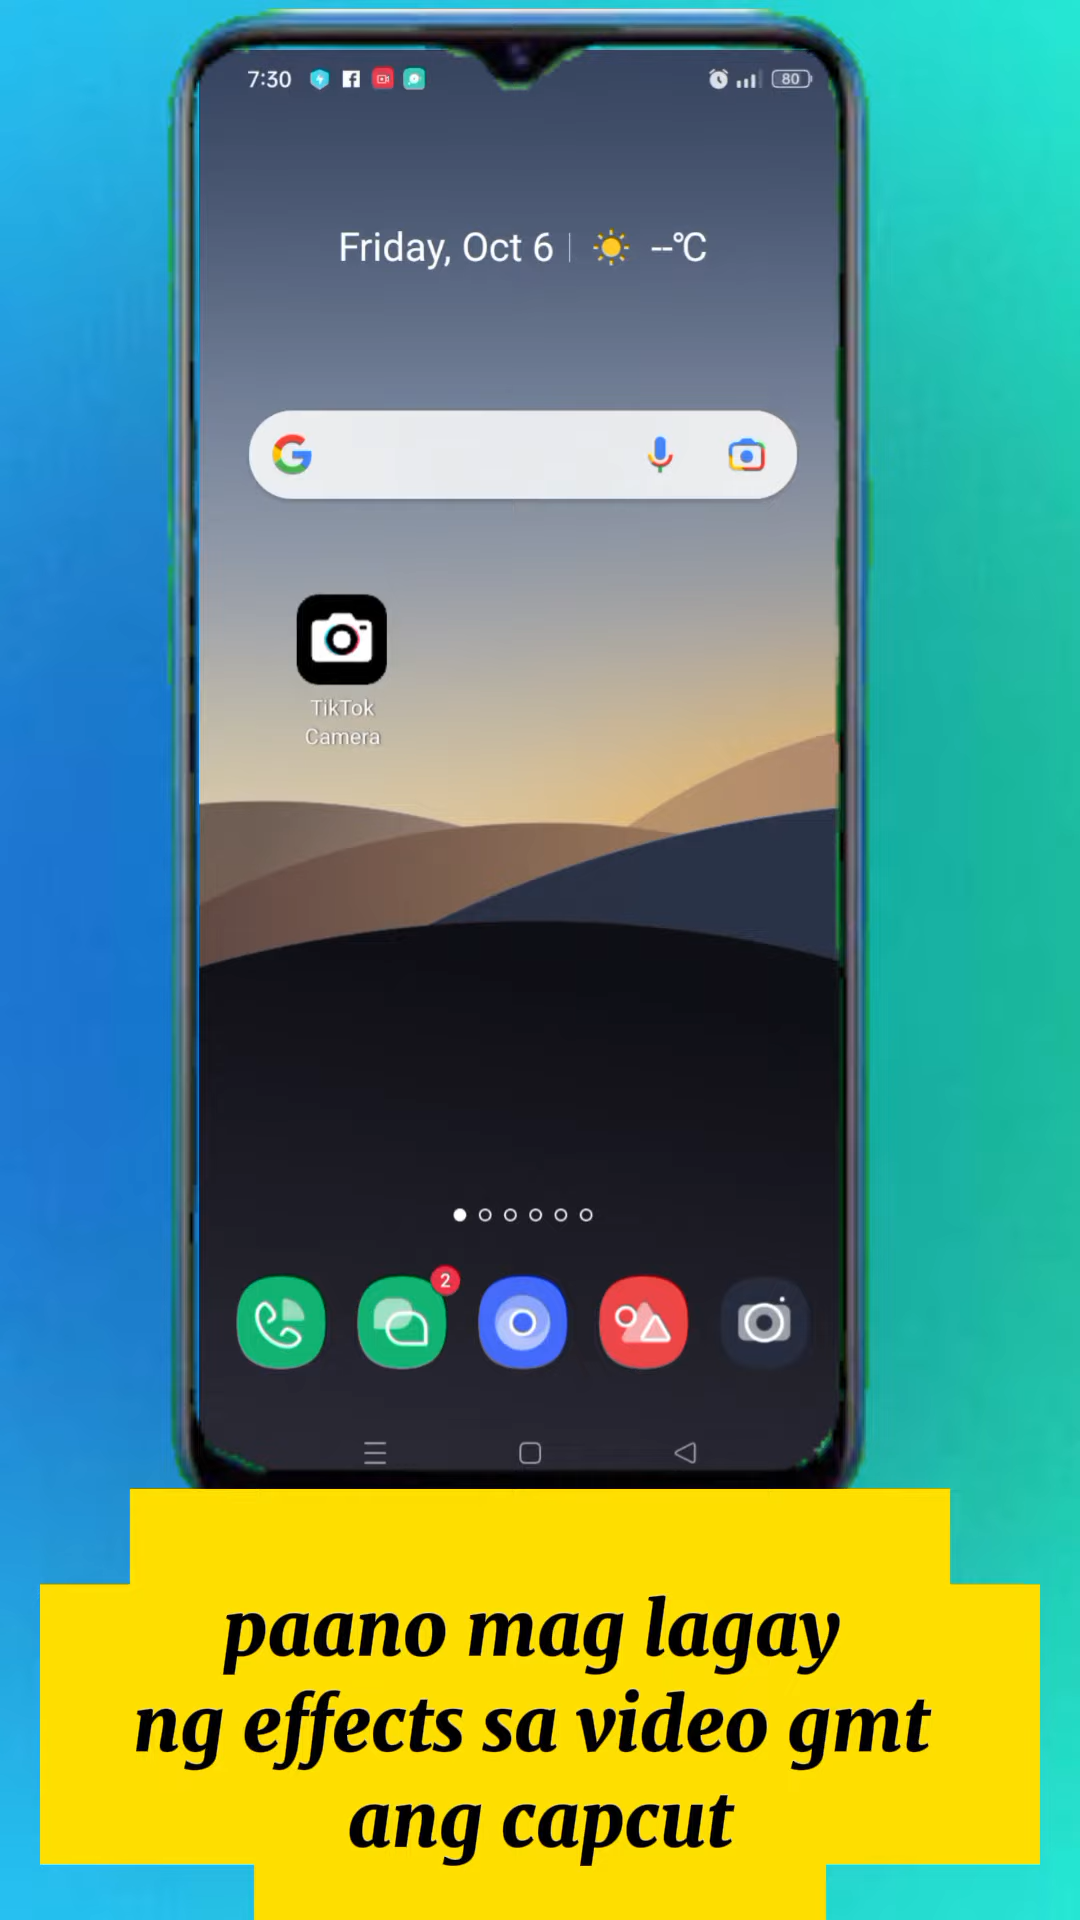 7:30
80
Friday, Oct 6 | --°C
TikTok
Camera
2
paano mag lagay
ng effects sa video gmt
ang capcut